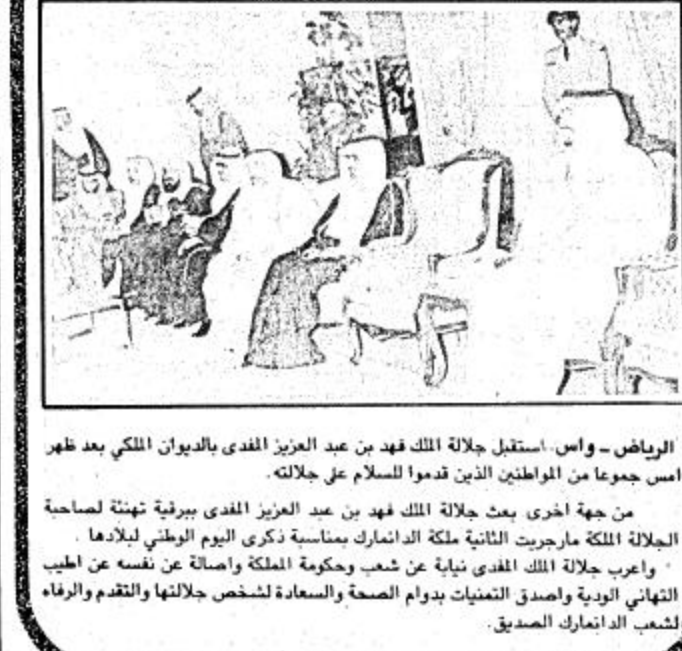 الرياض ـ واس. استقبل جلالة الملك فهد بن عبد العزيز المفدى بالديوان الملكي بعد ظهر
امس جموعا من المواطنين الذين قدموا للسلام على جلالته.
من جهة اخرى بعث جلالة الملك فهد بن عبد العزيز المفدى ببرقية تهنئة لصاحبة
الجلالة الملكة مارجريت الثانية ملكة الدانمارك بمناسبة ذكرى اليوم الوطني لبلادها .
واعرب جلالة الملك المفدى نيابة عن شعب وحكومة المملكة واصالة عن نفسه عن اطيب
التهاني الودية واصدق التمنيات بدوام الصحة والسعادة لشخص جلالتها والتقدم والرفاه
لشعب الدانمارك الصديق.